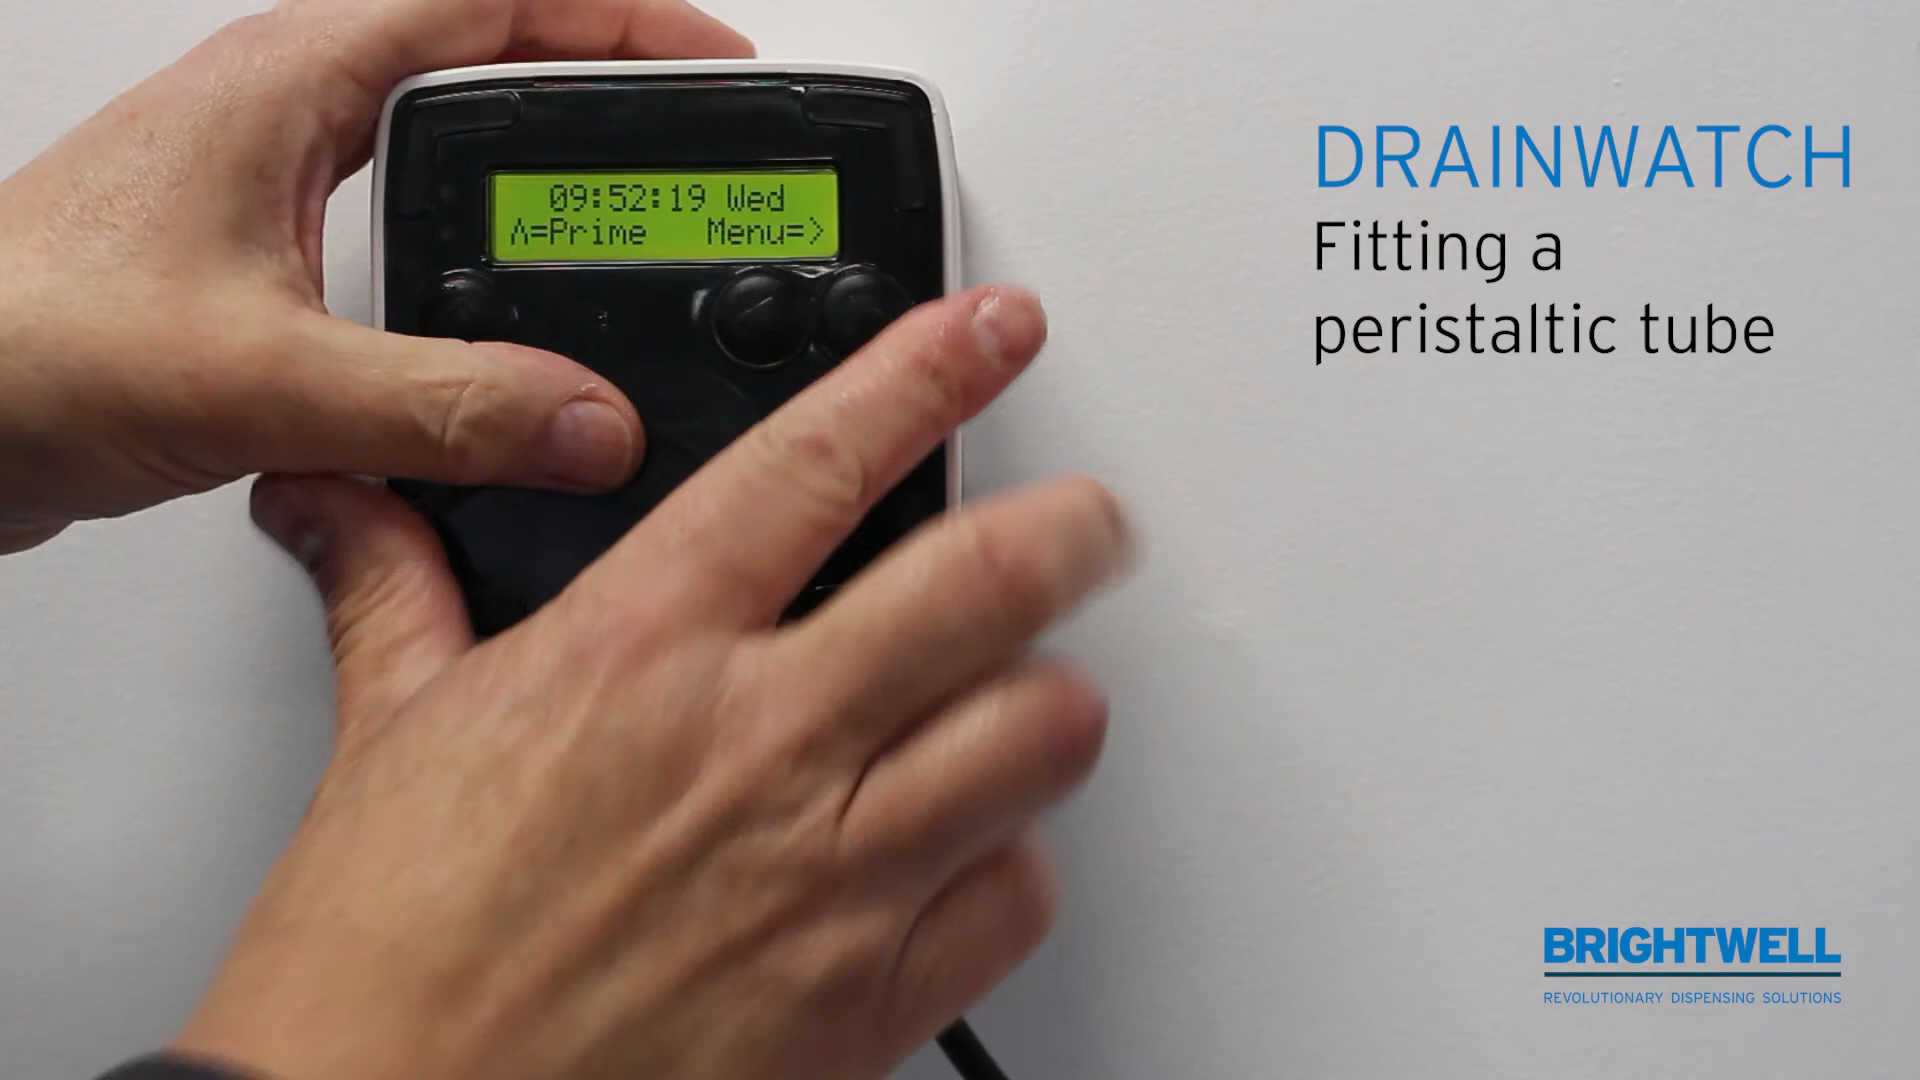 09:52:19 Wed
Λ=Prime Menu=>
DRAINWATCH
Fitting a
peristaltic tube
BRIGHTWELL
REVOLUTIONARY DISPENSING SOLUTIONS